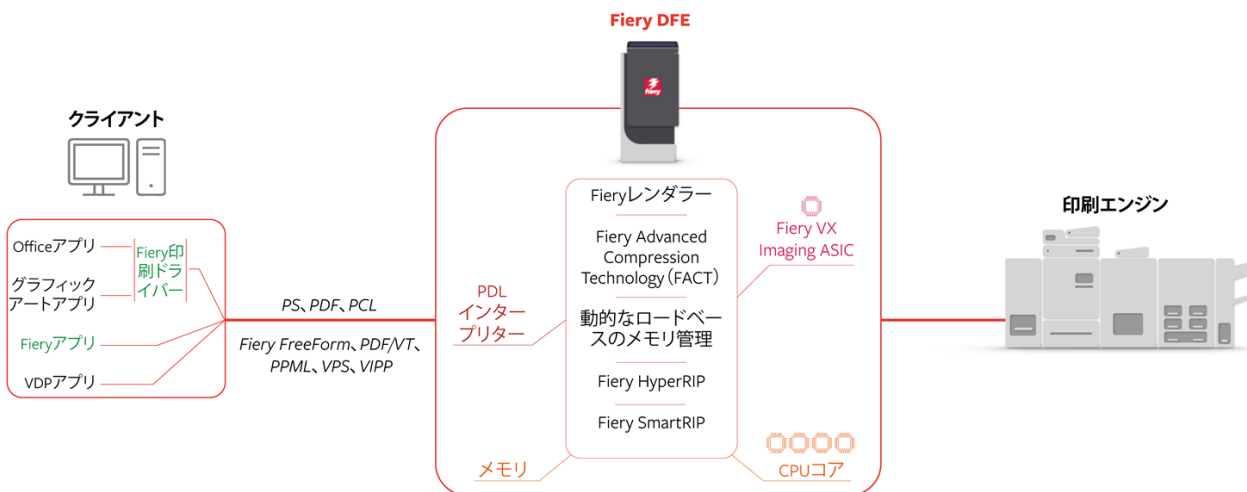 Fiery DFE
Fiery
クライアント
Officeアプリ
グラフィック
アートアプリ
Fiery印
刷ドラ
イバー
Fieryアプリ
VDPアプリ
PS、PDF、PCL
Fiery FreeForm、PDF/VT、
PPML、VPS、VIPP
PDL
インター
プリター
Fieryレンダラー
Fiery Advanced
Compression
Technology（FACT）
動的なロードベー
スのメモリ管理
Fiery HyperRIP
Fiery SmartRIP
Fiery VX
Imaging ASIC
メモリ
CPUコア
印刷エンジン